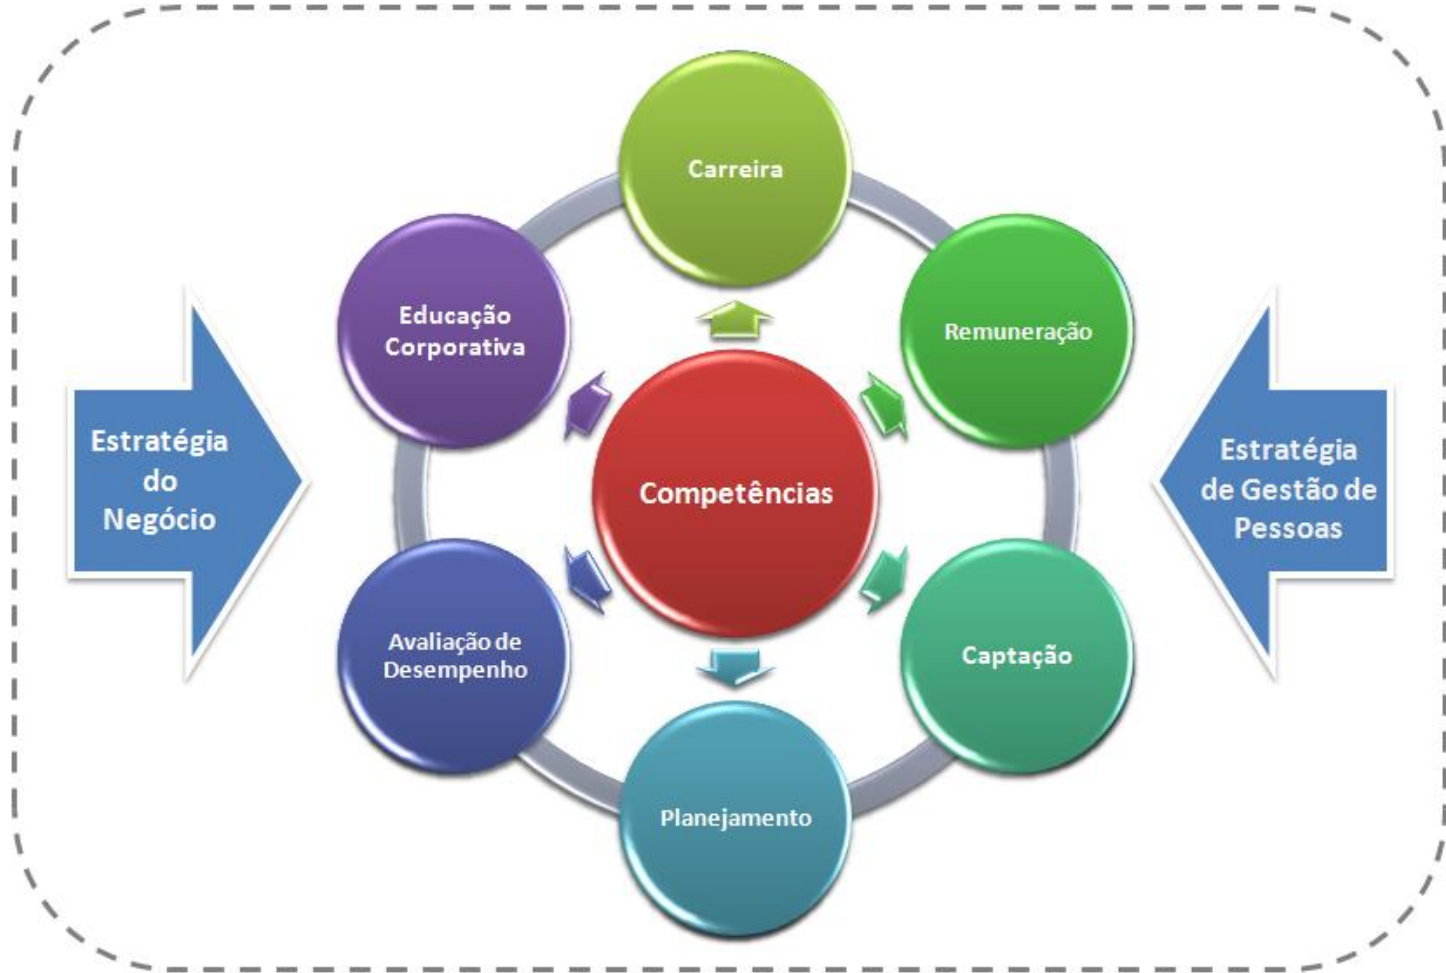 Carreira
Educação
Corporativa
Remuneração
Estratégia
do
Negócio
Competências
Estratégia
de Gestão de
Pessoas
Avaliação de
Desempenho
Captação
Planejamento